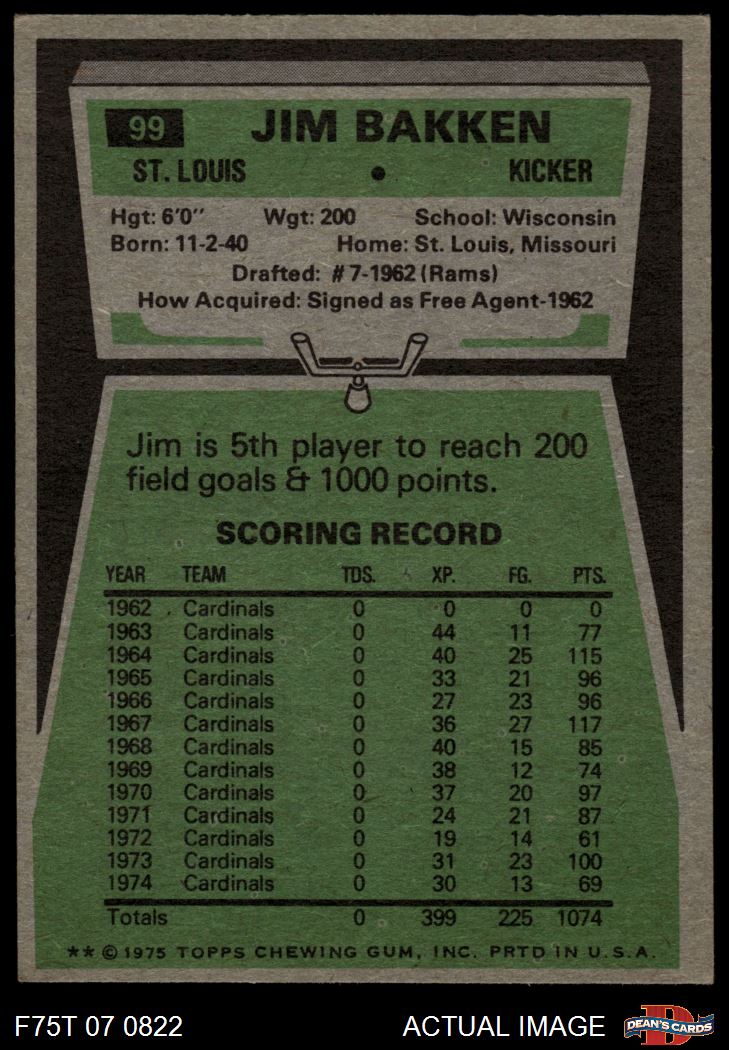 99 JIM BAKKEN
ST. LOUIS • KICKER
Hgt: 6'0" Wgt: 200 School: Wisconsin
Born: 11-2-40 Home: St. Louis, Missouri
Drafted: #7-1962 (Rams)
How Acquired: Signed as Free Agent-1962
Jim is 5th player to reach 200
field goals & 1000 points.
SCORING RECORD
YEAR TEAM TDS. XP. FG. PTS.
1962 Cardinals 0 0 0 0
1963 Cardinals 0 44 11 77
1964 Cardinals 0 40 25 115
1965 Cardinals 0 33 21 96
1966 Cardinals 0 27 23 96
1967 Cardinals 0 36 27 117
1968 Cardinals 0 40 15 85
1969 Cardinals 0 38 12 74
1970 Cardinals 0 37 20 97
1971 Cardinals 0 24 21 87
1972 Cardinals 0 19 14 61
1973 Cardinals 0 31 23 100
1974 Cardinals 0 30 13 69
Totals 0 399 225 1074
** © 1975 TOPPS CHEWING GUM, INC. PRTD IN U.S.A.
F75T 07 0822 ACTUAL IMAGE D DEAN'S CARDS